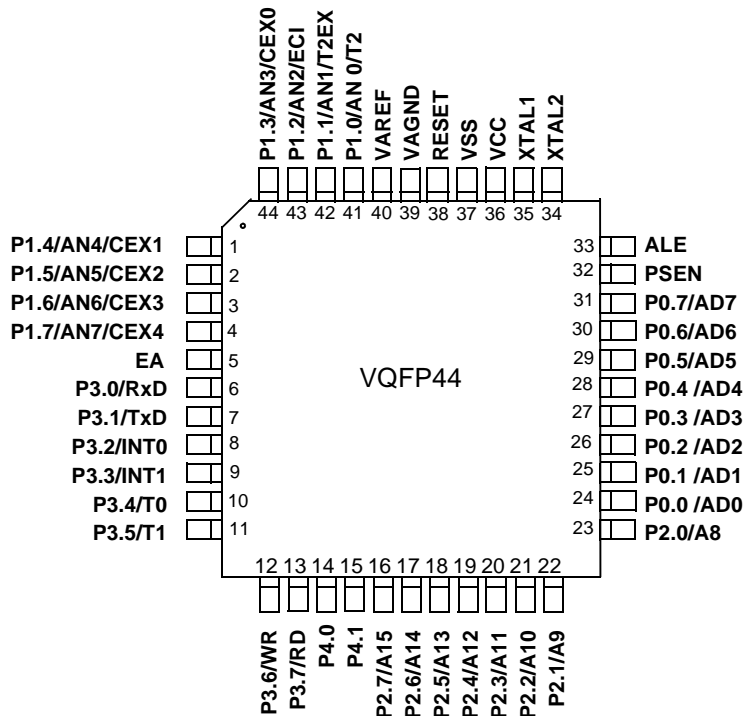 P1.3/AN3/CEX0
P1.2/AN2/ECI
P1.1/AN1/T2EX
P1.0/AN 0/T2
VAREF
VAGND
RESET
VSS
VCC
XTAL1
XTAL2
44 43 42 41 40 39 38 37 36 35 34
P1.4/AN4/CEX1 1
P1.5/AN5/CEX2 2
P1.6/AN6/CEX3 3
P1.7/AN7/CEX4 4
EA 5
P3.0/RxD 6
P3.1/TxD 7
P3.2/INT0 8
P3.3/INT1 9
P3.4/T0 10
P3.5/T1 11
VQFP44
33 ALE
32 PSEN
31 P0.7/AD7
30 P0.6/AD6
29 P0.5/AD5
28 P0.4 /AD4
27 P0.3 /AD3
26 P0.2 /AD2
25 P0.1 /AD1
24 P0.0 /AD0
23 P2.0/A8
12 13 14 15 16 17 18 19 20 21 22
P3.6/WR
P3.7/RD
P4.0
P4.1
P2.7/A15
P2.6/A14
P2.5/A13
P2.4/A12
P2.3/A11
P2.2/A10
P2.1/A9